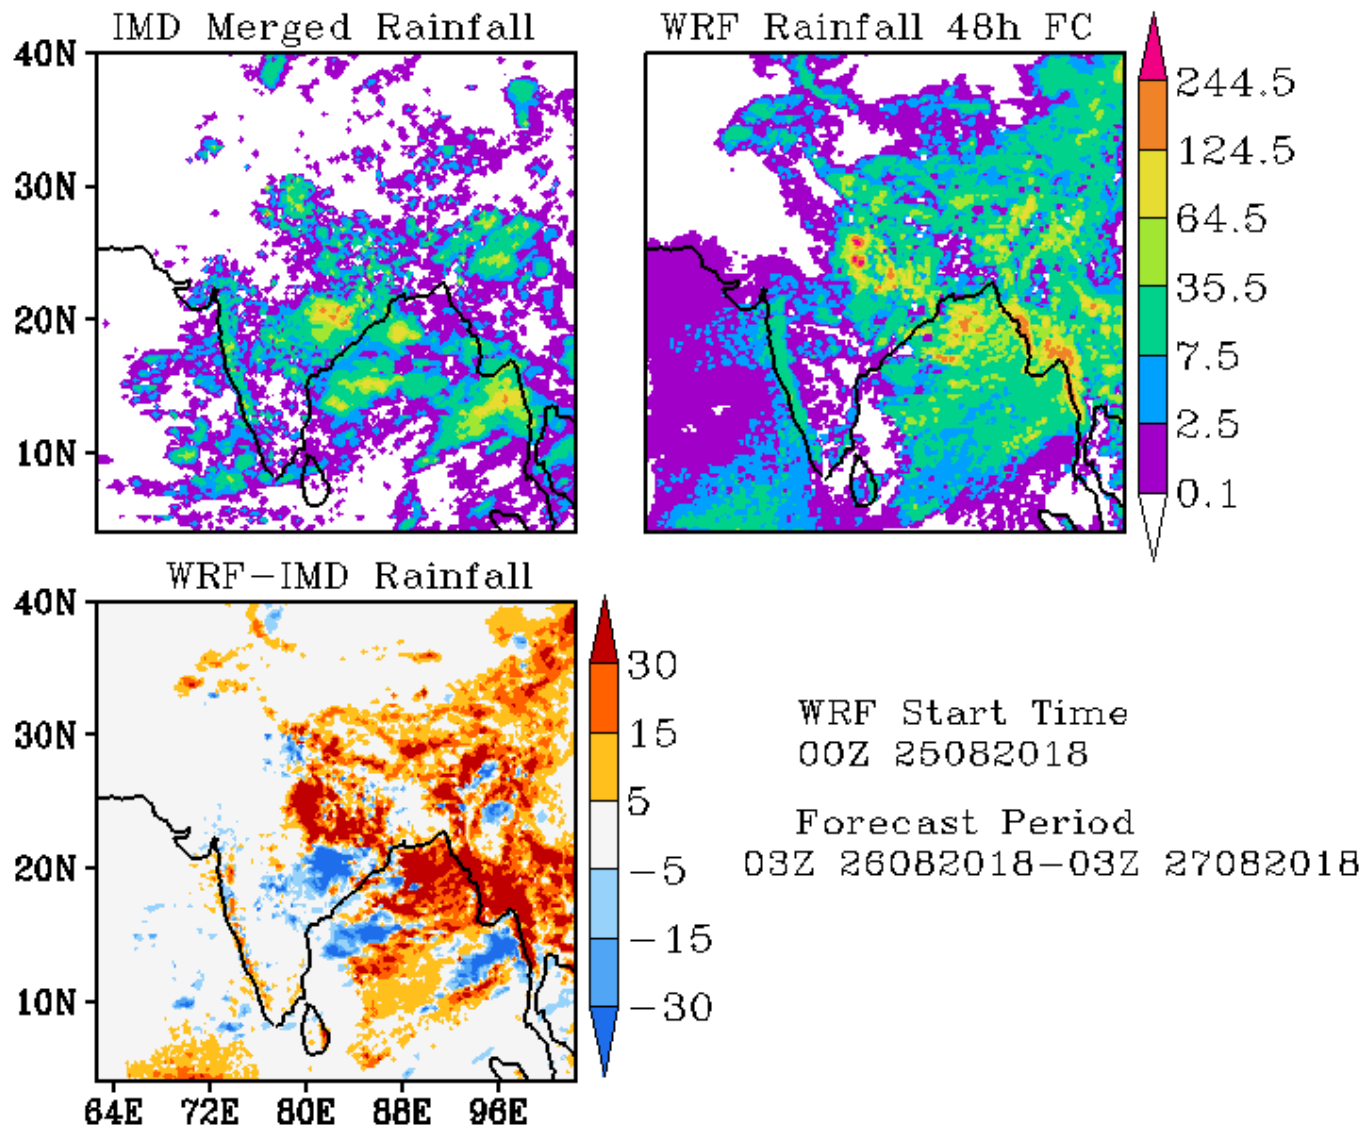 IMD Merged Rainfall
WRF Rainfall 48h FC
40N
30N
20N
10N
244.5
124.5
64.5
35.5
7.5
2.5
0.1
WRF-IMD Rainfall
40N
30N
20N
10N
64E 72E 80E 88E 96E
30
15
5
-5
-15
-30
WRF Start Time
00Z 25082018
Forecast Period
03Z 26082018-03Z 27082018